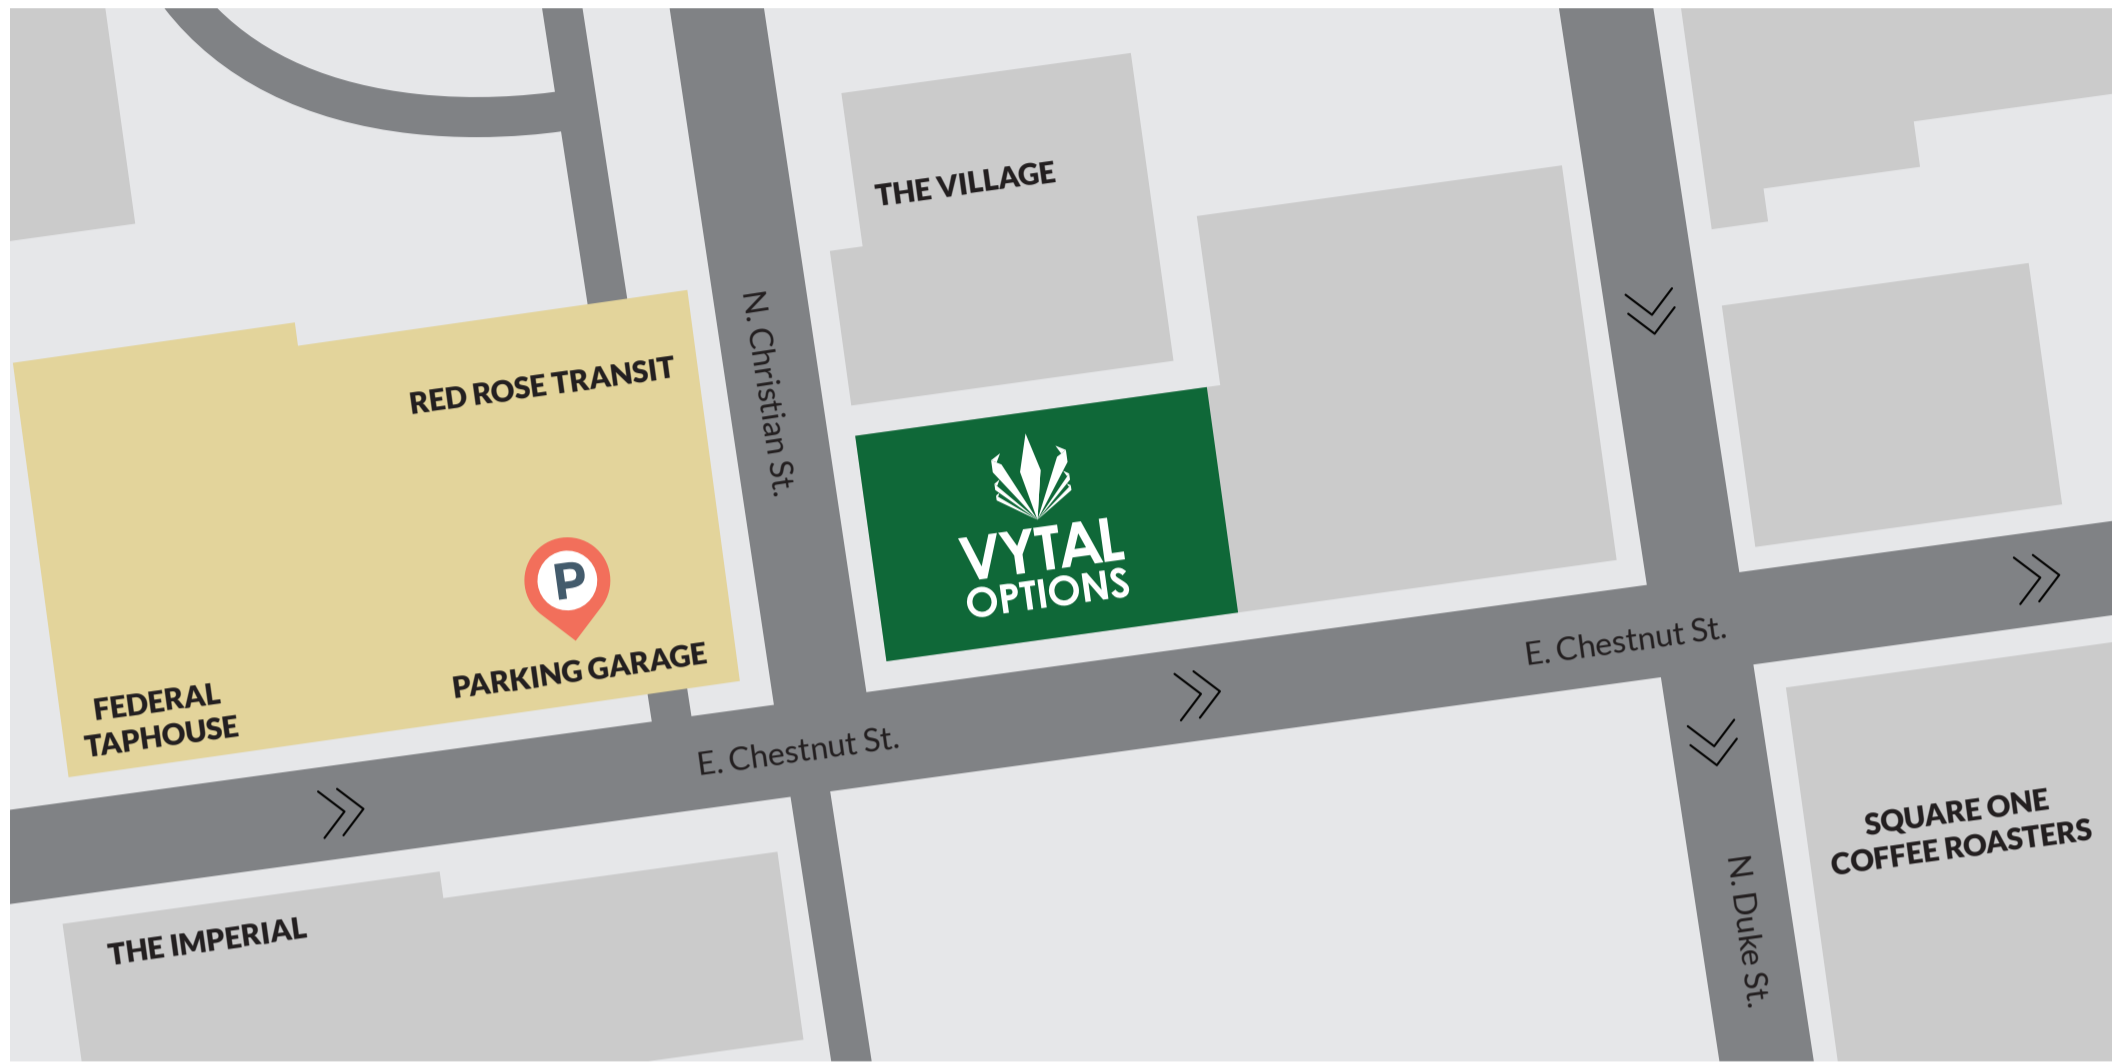 THE VILLAGE
N. Christian St.
RED ROSE TRANSIT
VYTAL
OPTIONS
P
PARKING GARAGE
FEDERAL
TAPHOUSE
E. Chestnut St.
E. Chestnut St.
SQUARE ONE
COFFEE ROASTERS
N. Duke St.
THE IMPERIAL